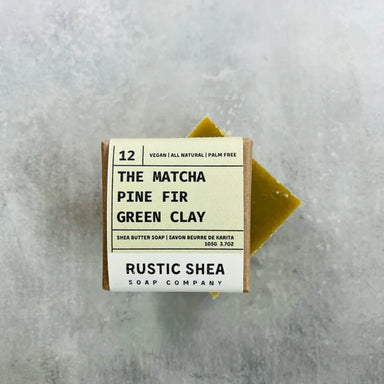 12
VEGAN | ALL NATURAL | PALM FREE
THE MATCHA
PINE FIR
GREEN CLAY
SHEA BUTTER SOAP | SAVON BEURRE DE KARITA
105G 3.7OZ
RUSTIC SHEA
SOAP COMPANY